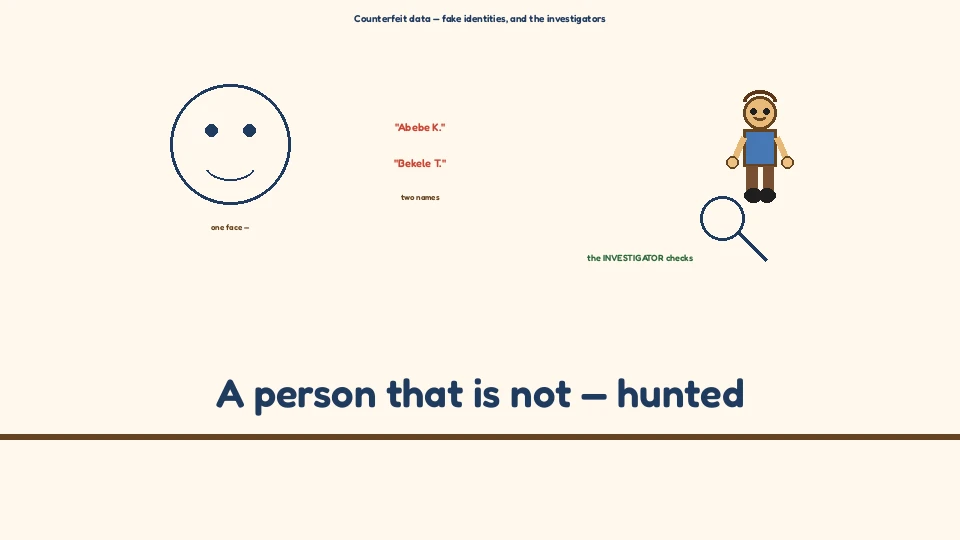 Counterfeit data — fake identities, and the investigators
"Abebe K."
"Bekele T."
two names
one face —
the INVESTIGATOR checks
A person that is not — hunted